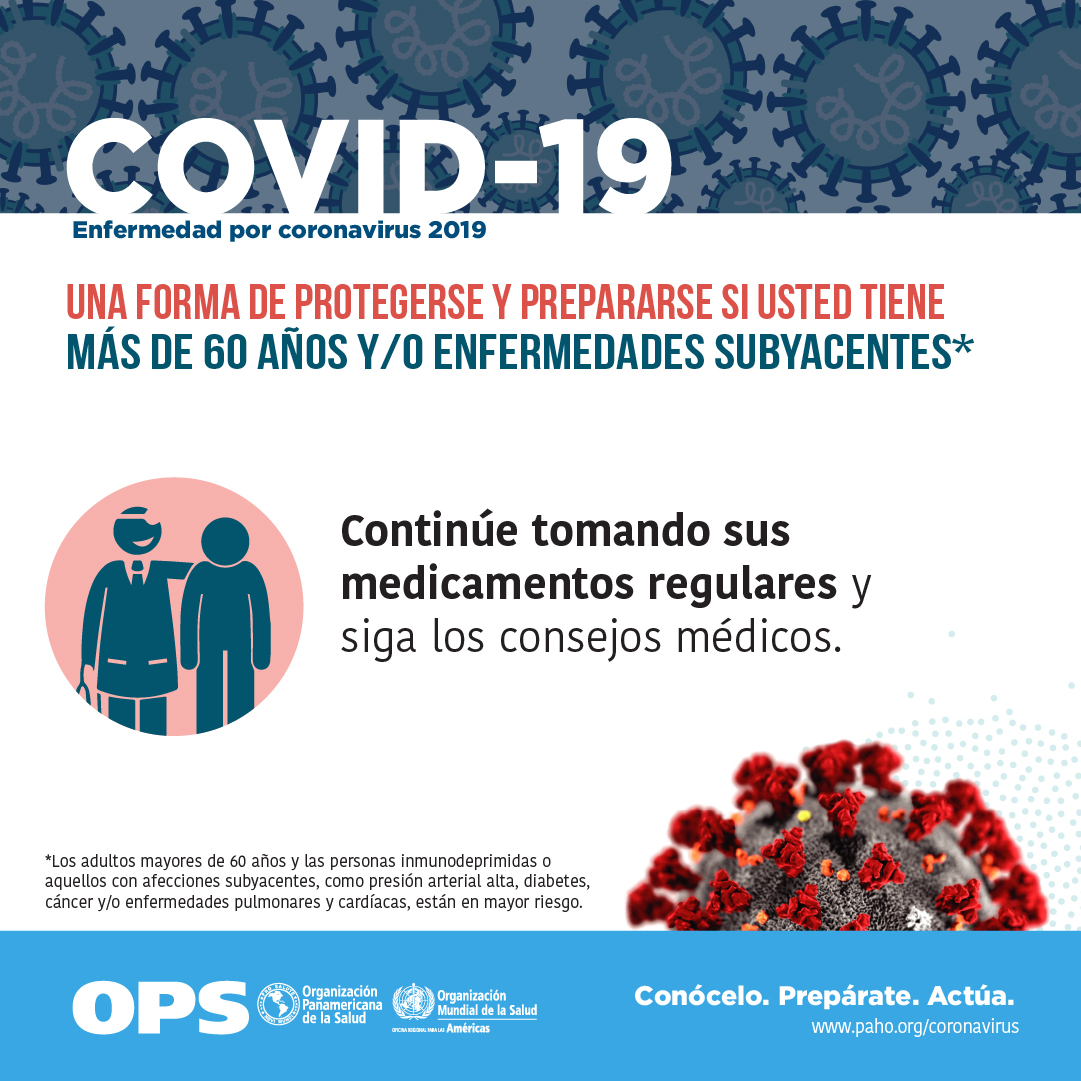 COVID-19
Enfermedad por coronavirus 2019
UNA FORMA DE PROTEGERSE Y PREPARARSE SI USTED TIENE
MÁS DE 60 AÑOS Y/O ENFERMEDADES SUBYACENTES*
Continúe tomando sus
medicamentos regulares y
siga los consejos médicos.
*Los adultos mayores de 60 años y las personas inmunodeprimidas o
aquellos con afecciones subyacentes, como presión arterial alta, diabetes,
cáncer y/o enfermedades pulmonares y cardíacas, están en mayor riesgo.
OPS
Organización
Panamericana
de la Salud
Organización
Mundial de la Salud
OFICINA REGIONAL PARA LAS Américas
Conócelo. Prepárate. Actúa.
www.paho.org/coronavirus